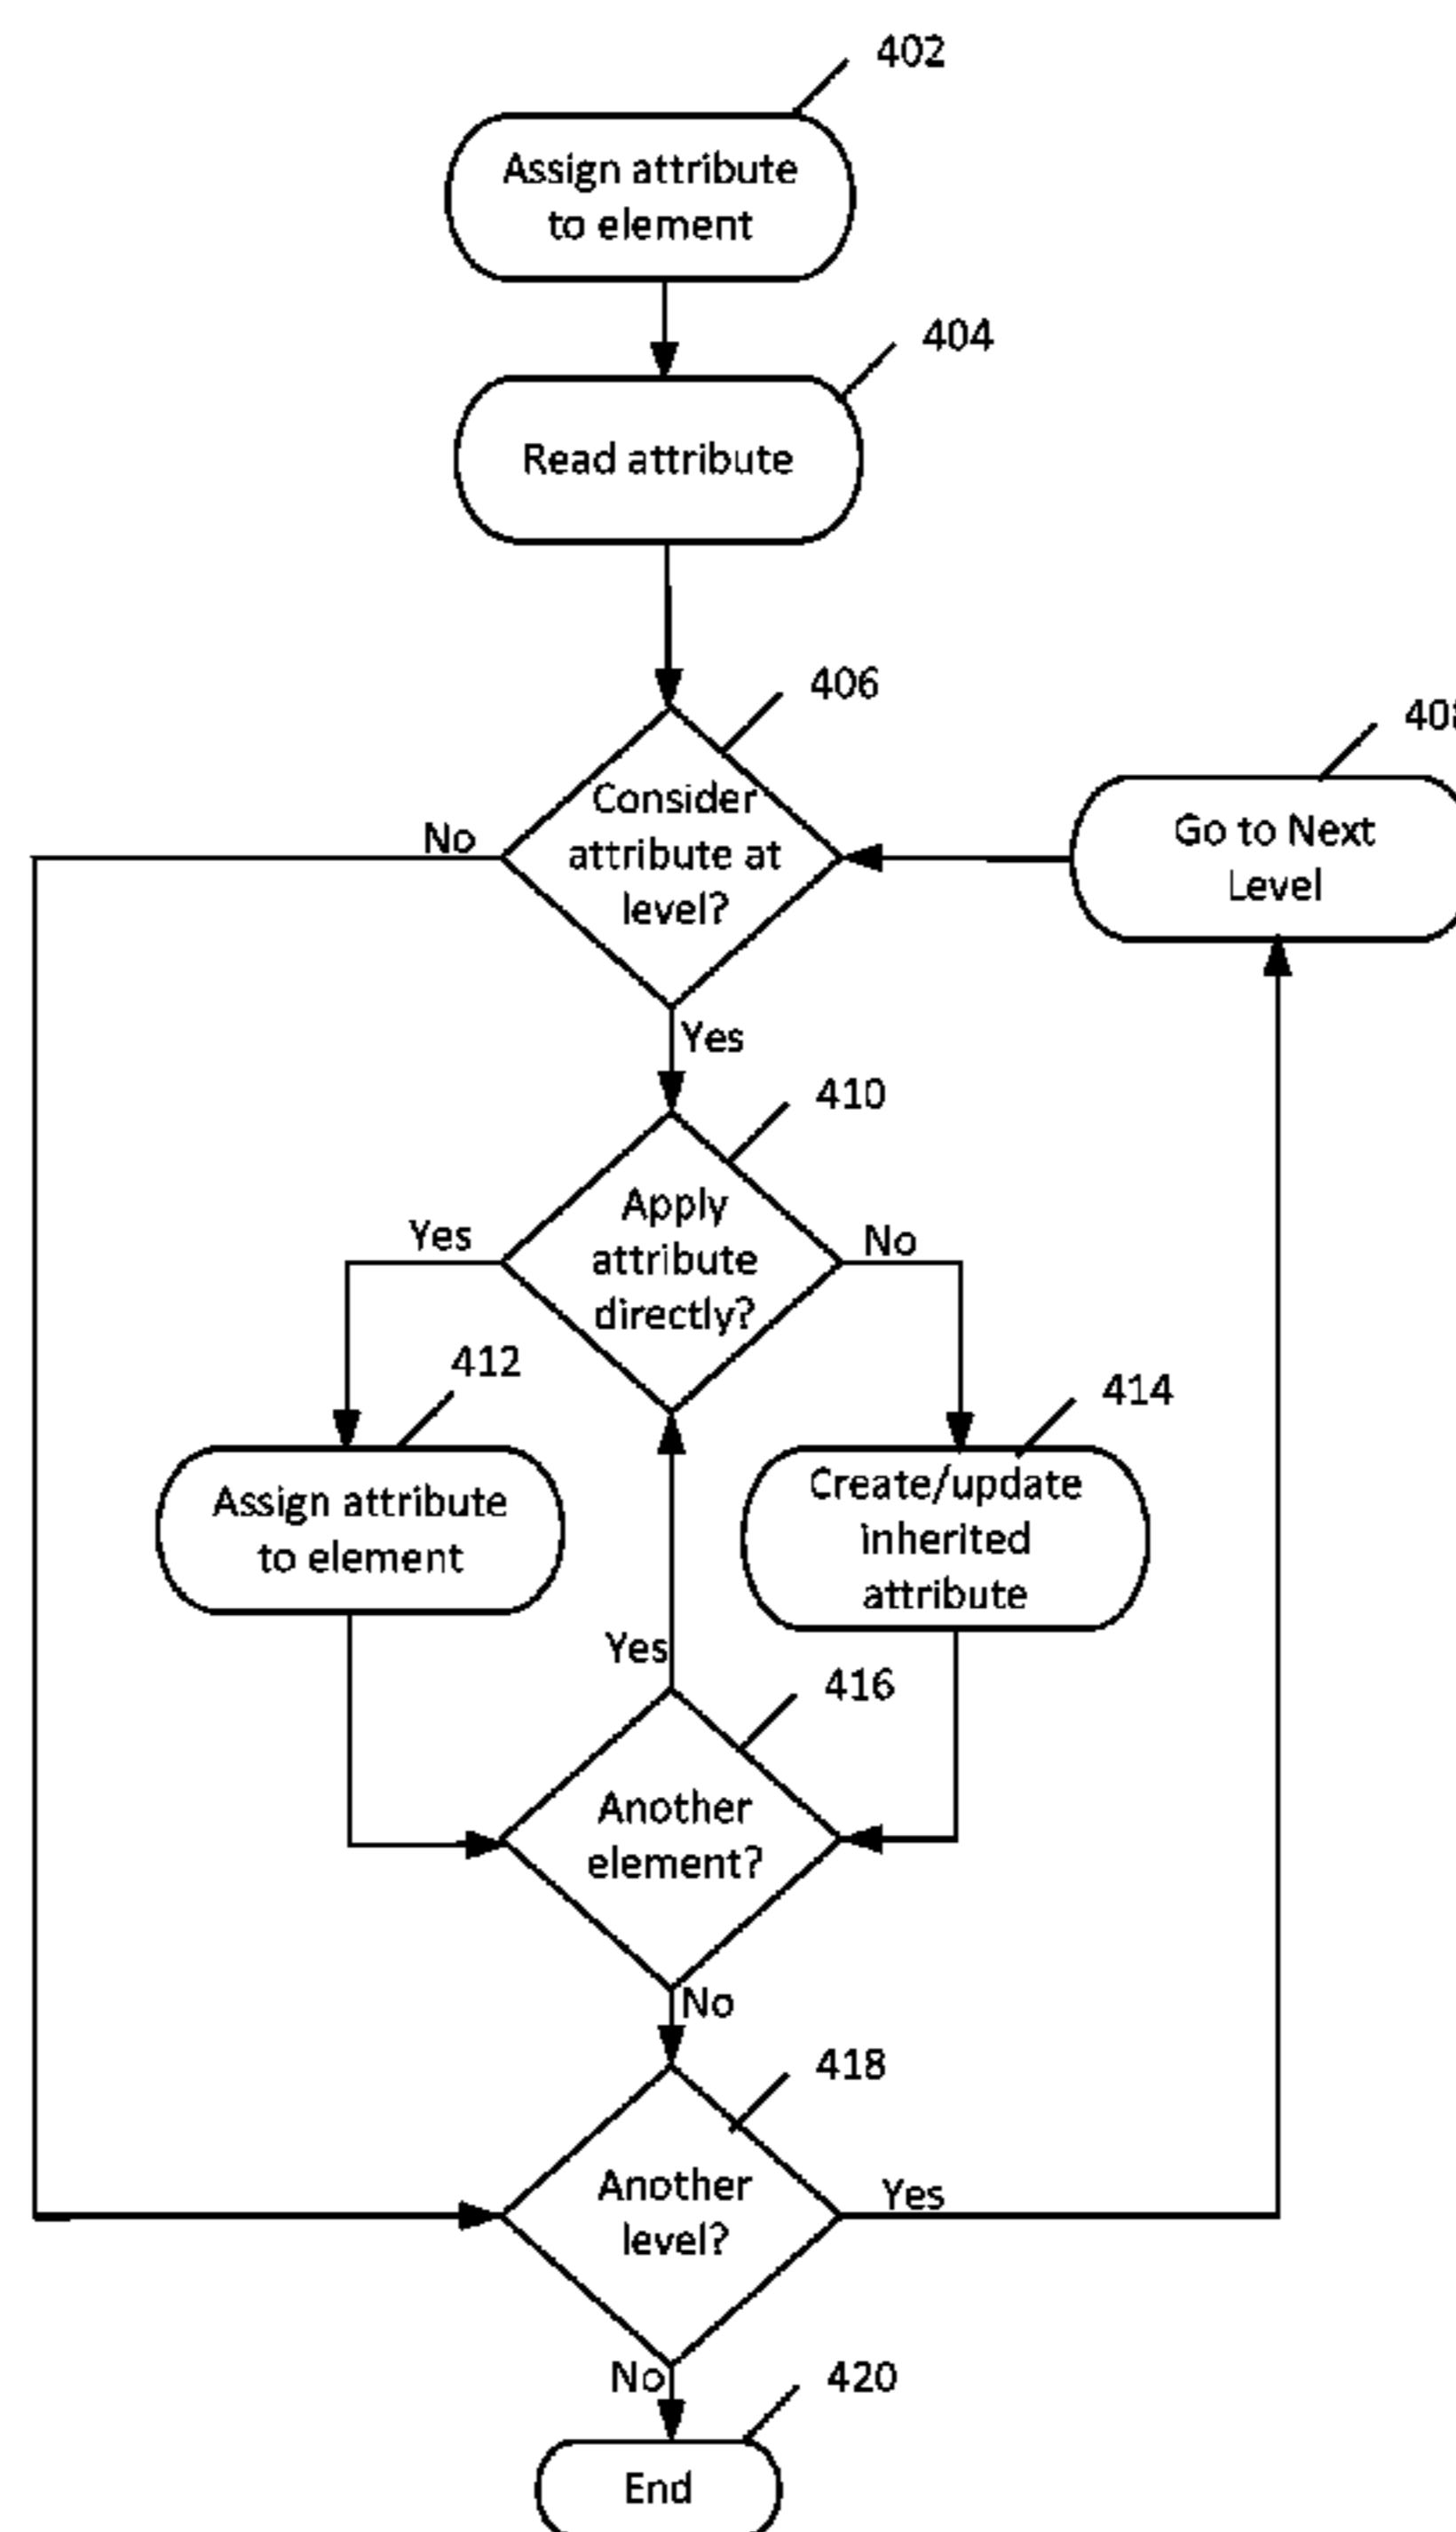 402
Assign attribute
to element
404
Read attribute
406
Consider
attribute at
level?
No
Go to Next
Level
Yes
410
Apply
attribute
directly?
Yes
No
412
Assign attribute
to element
414
Create/update
inherited
attribute
Yes
416
Another
element?
No
418
Another
level?
Yes
No
420
End